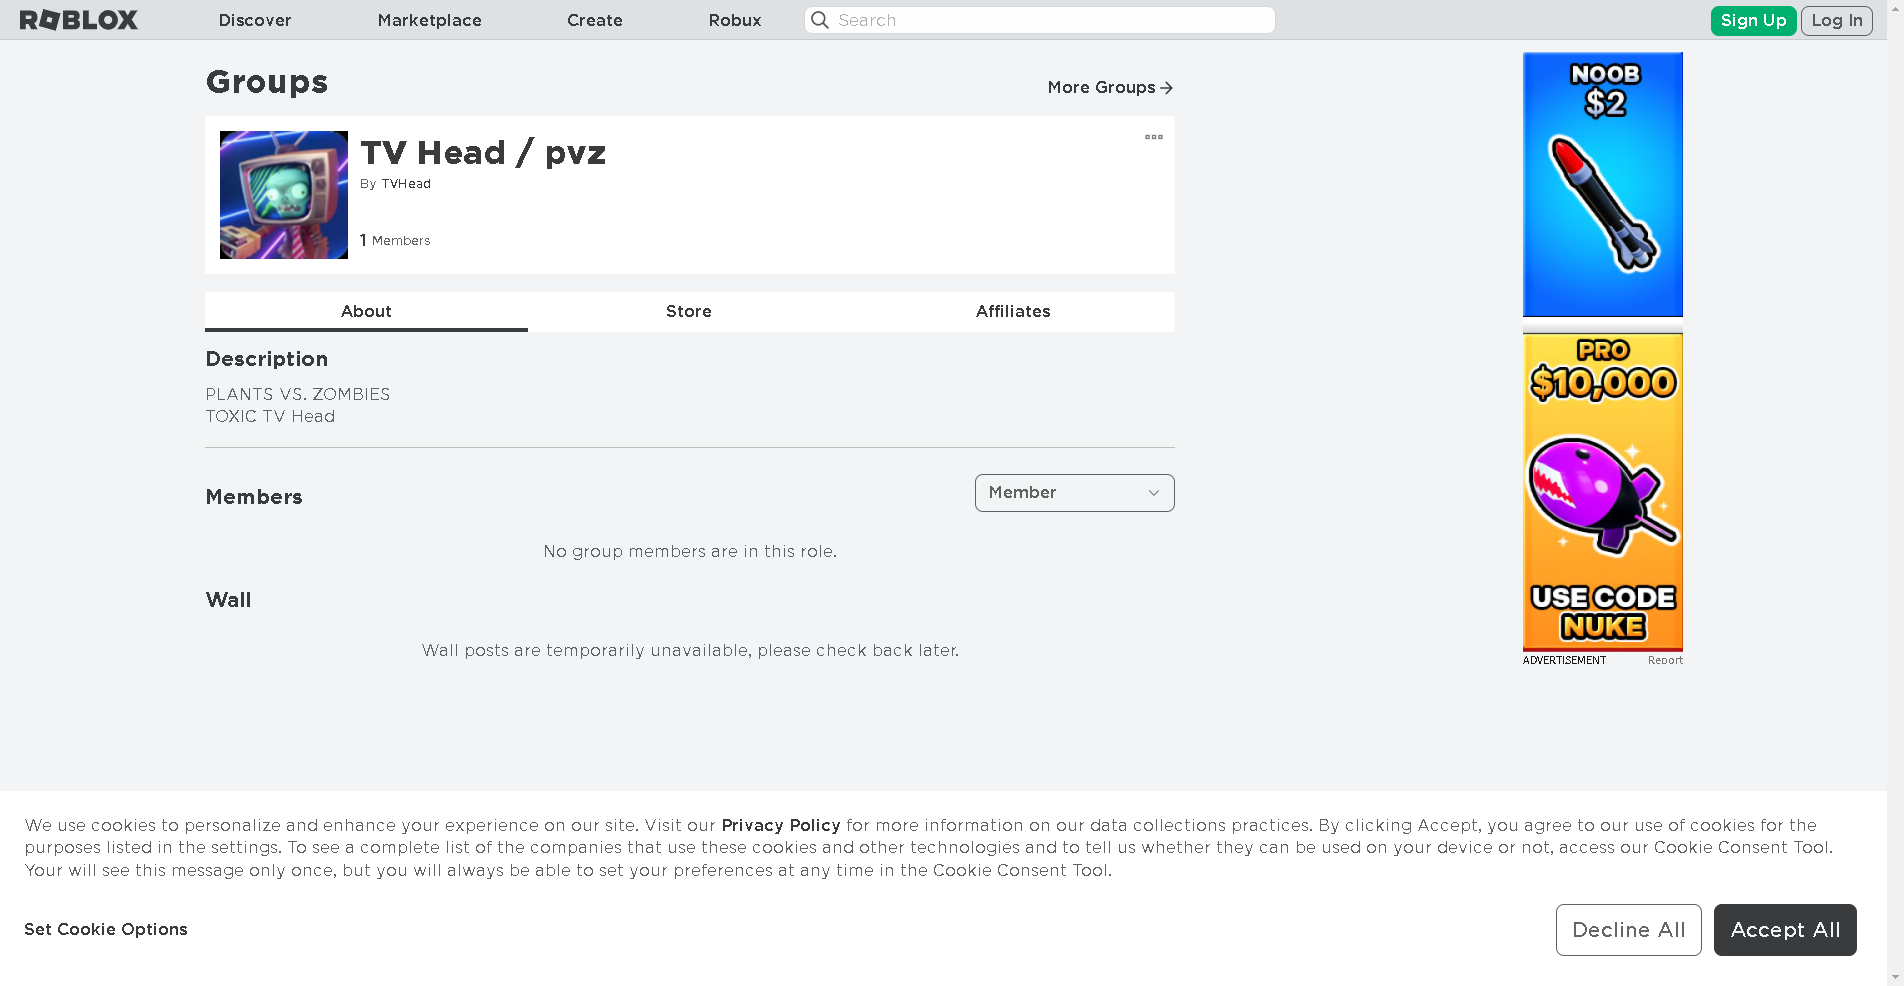 ROBLOX
Discover
Marketplace
Create
Robux
Search
Sign Up
Log In
Groups
More Groups
TV Head / pvz
By TVHead
1 Members
About
Store
Affiliates
Description
PLANTS VS. ZOMBIES
TOXIC TV Head
Members
Member
No group members are in this role.
Wall
Wall posts are temporarily unavailable, please check back later.
NOOB
$2
PRO
$10,000
USE CODE
NUKE
ADVERTISEMENT
Report
We use cookies to personalize and enhance your experience on our site. Visit our Privacy Policy for more information on our data collections practices. By clicking Accept, you agree to our use of cookies for the
purposes listed in the settings. To see a complete list of the companies that use these cookies and other technologies and to tell us whether they can be used on your device or not, access our Cookie Consent Tool.
Your will see this message only once, but you will always be able to set your preferences at any time in the Cookie Consent Tool.
Set Cookie Options
Decline All
Accept All